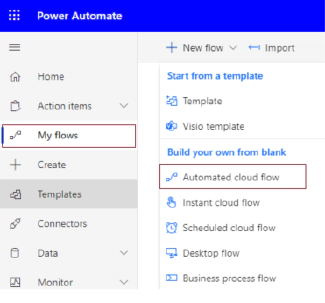 Power Automate
Home
Action items
My flows
Create
Templates
Connectors
Data
Monitor
New flow
Import
Start from a template
Template
Visio template
Build your own from blank
Automated cloud flow
Instant cloud flow
Scheduled cloud flow
Desktop flow
Business process flow